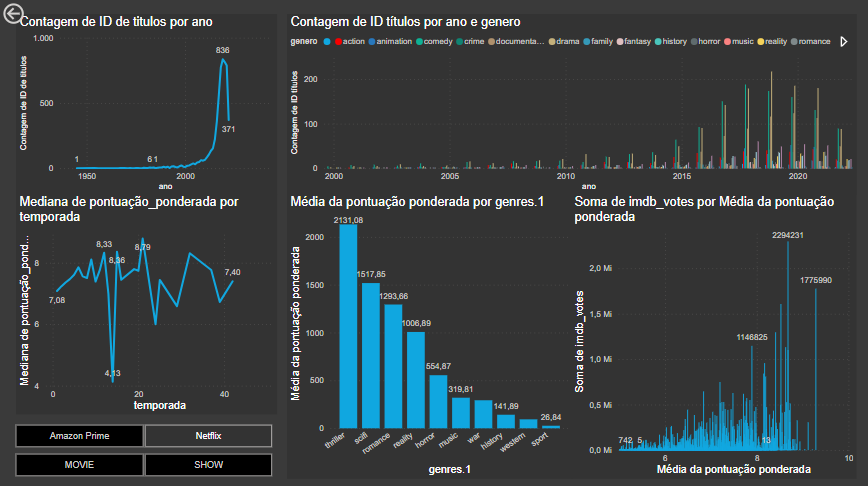 Contagem de ID de titulos por ano
1.000
500
0
Contagem de ID de títulos
1
6 1
836
371
1950
2000
ano
Contagem de ID títulos por ano e genero
genero
action
animation
comedy
crime
documenta...
drama
family
fantasy
history
horror
music
reality
romance
200
100
0
Contagem de ID títulos
2000
2005
2010
2015
2020
ano
Mediana de pontuação_ponderada por
temporada
8
6
4
Mediana de pontuação_pond...
7,08
8,33
8,36
4,13
8,79
7,40
0
20
40
temporada
Média da pontuação ponderada por genres.1
2000
1500
1000
500
0
Média da pontuação ponderada
2131,08
1517,85
1293,66
1006,89
554,87
319,81
141,89
26,84
thriller
scifi
romance
reality
horror
music
war
history
western
sport
genres.1
Soma de imdb_votes por Média da pontuação
ponderada
2,0 Mi
1,5 Mi
1,0 Mi
0,5 Mi
0,0 Mi
Soma de imdb_votes
742
5
1146825
13
2294231
1775990
6
8
10
Média da pontuação ponderada
Amazon Prime
Netflix
MOVIE
SHOW